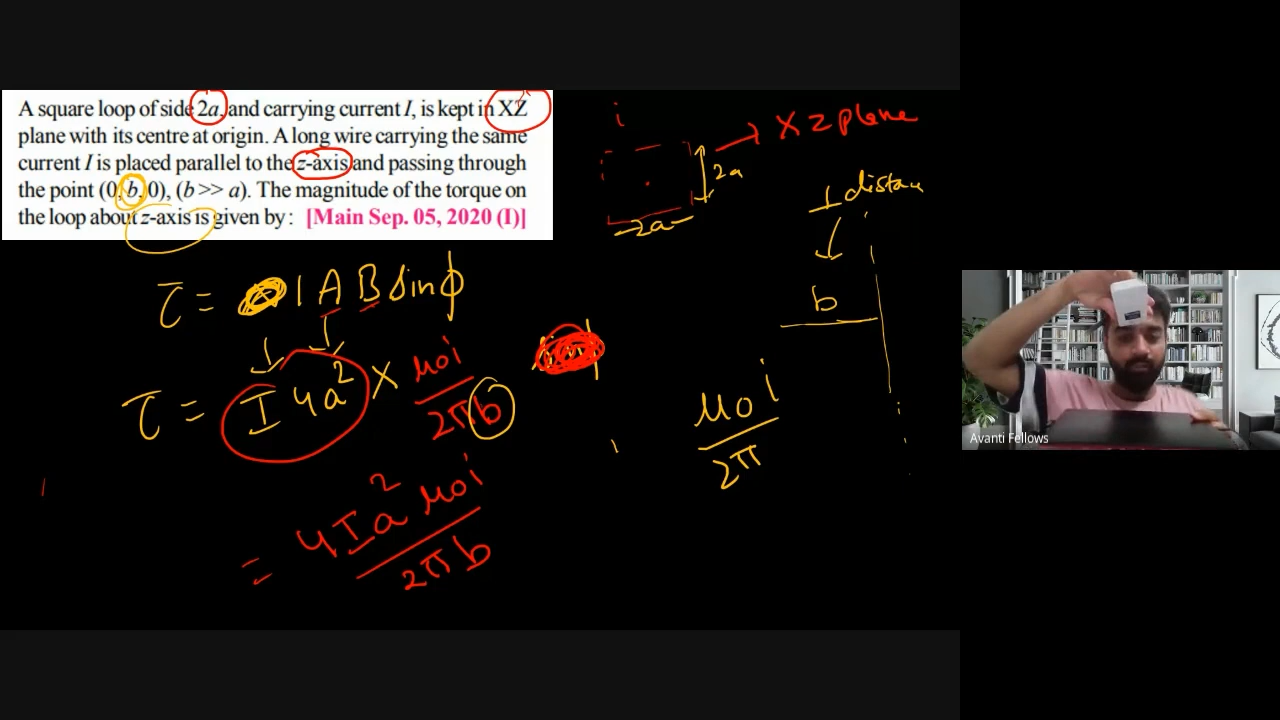 A square loop of side 2a, and carrying current I, is kept in XZ
plane with its centre at origin. A long wire carrying the same
current I is placed parallel to the z-axis and passing through
the point (0, b, 0), (b >> a). The magnitude of the torque on
the loop about z-axis is given by : [Main Sep. 05, 2020 (I)]
i
→ X Z plane
2a
2a
⊥ distan
b
τ = I A B sin ϕ
τ = I 4a² × μ₀i / 2πb
= 4Ia² μ₀i / 2πb
μ₀ i / 2π
Avanti Fellows